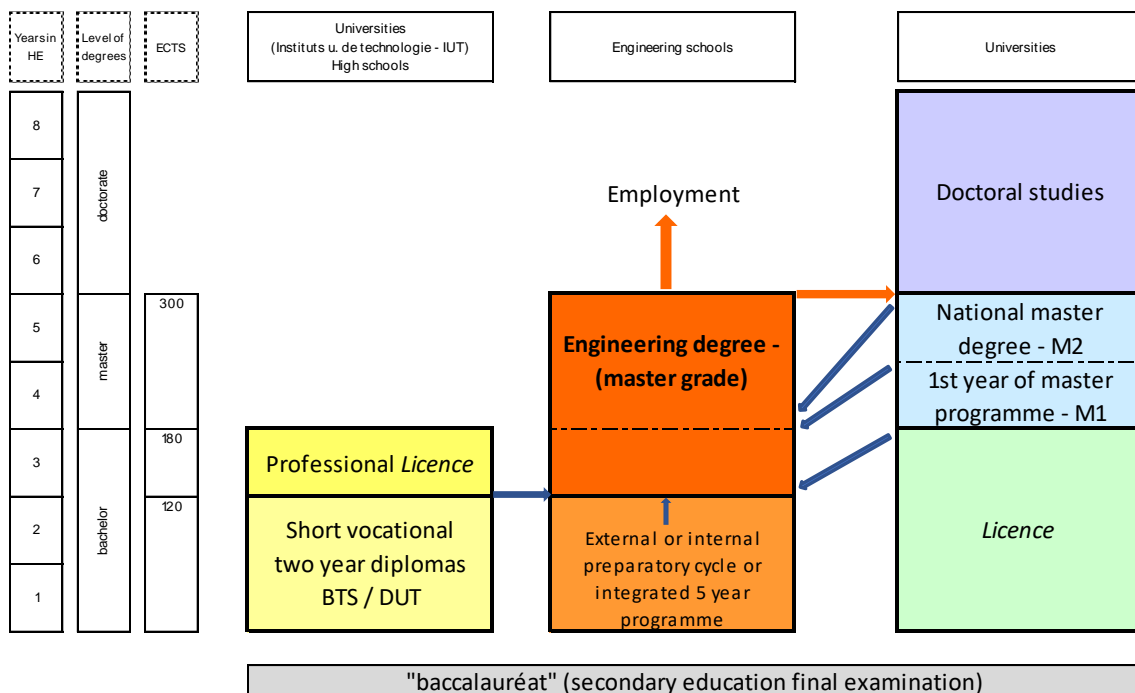 Years in
HE
Level of
degrees
ECTS
Universities
(Instituts u. de technologie - IUT)
High schools
Engineering schools
Universities
8
7
6
5
4
3
2
1
doctorate
master
bachelor
300
180
120
Employment
Doctoral studies
Engineering degree -
(master grade)
National master
degree - M2
1st year of master
programme - M1
Professional Licence
Short vocational
two year diplomas
BTS / DUT
External or internal
preparatory cycle or
integrated 5 year
programme
Licence
"baccalauréat" (secondary education final examination)